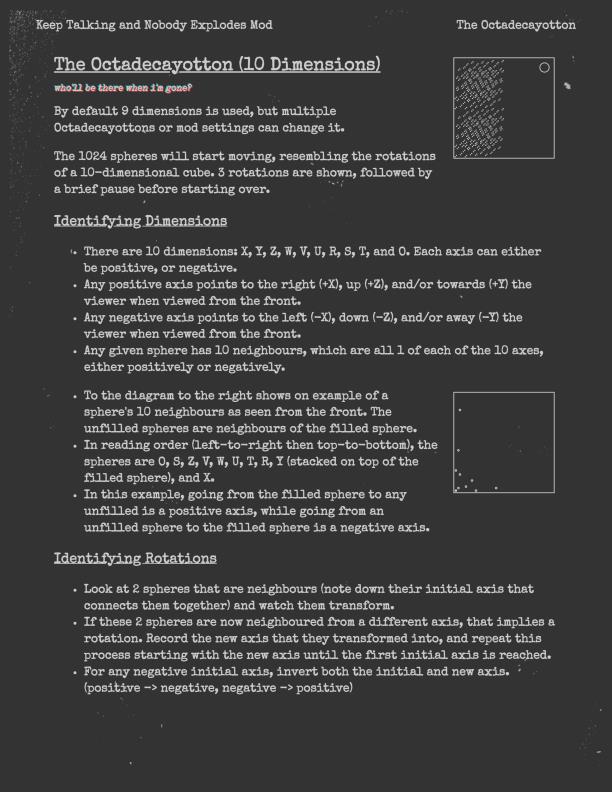 Keep Talking and Nobody Explodes Mod
The Octadecayotton
The Octadecayotton (10 Dimensions)
who'll be there when i'm gone?
By default 9 dimensions is used, but multiple
Octadecayottons or mod settings can change it.
The 1024 spheres will start moving, resembling the rotations
of a 10-dimensional cube. 3 rotations are shown, followed by
a brief pause before starting over.
Identifying Dimensions
• There are 10 dimensions: X, Y, Z, W, V, U, R, S, T, and O. Each axis can either
be positive, or negative.
• Any positive axis points to the right (+X), up (+Z), and/or towards (+Y) the
viewer when viewed from the front.
• Any negative axis points to the left (-X), down (-Z), and/or away (-Y) the
viewer when viewed from the front.
• Any given sphere has 10 neighbours, which are all 1 of each of the 10 axes,
either positively or negatively.
• To the diagram to the right shows on example of a
sphere's 10 neighbours as seen from the front. The
unfilled spheres are neighbours of the filled sphere.
• In reading order (left-to-right then top-to-bottom), the
spheres are O, S, Z, V, W, U, T, R, Y (stacked on top of the
filled sphere), and X.
• In this example, going from the filled sphere to any
unfilled is a positive axis, while going from an
unfilled sphere to the filled sphere is a negative axis.
Identifying Rotations
• Look at 2 spheres that are neighbours (note down their initial axis that
connects them together) and watch them transform.
• If these 2 spheres are now neighboured from a different axis, that implies a
rotation. Record the new axis that they transformed into, and repeat this
process starting with the new axis until the first initial axis is reached.
• For any negative initial axis, invert both the initial and new axis.
(positive -> negative, negative -> positive)